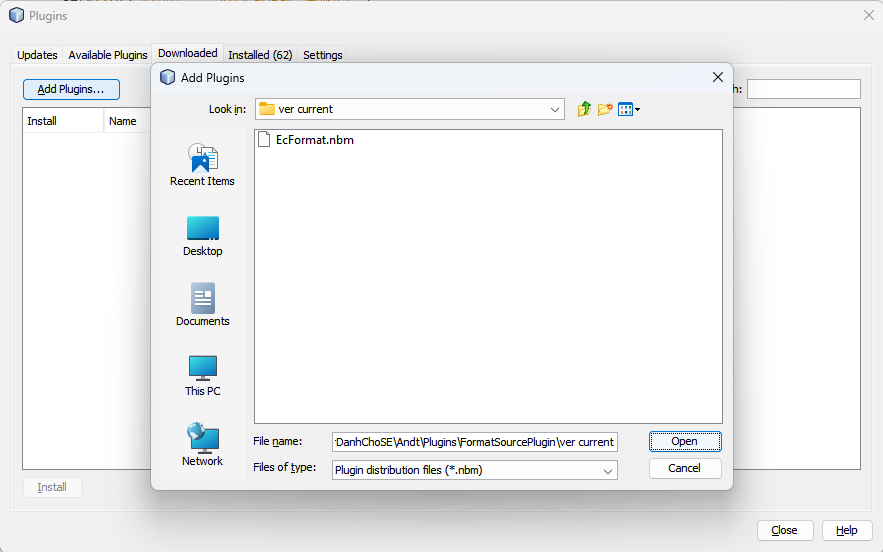 Plugins
Updates Available Plugins Downloaded Installed (62) Settings
Add Plugins...
h:
Install Name
Add Plugins
Look in: ver current
EcFormat.nbm
Recent Items
Desktop
Documents
This PC
Network
File name: DanhChoSE\Andt\Plugins\FormatSourcePlugin\ver current
Open
Files of type: Plugin distribution files (*.nbm)
Cancel
Install
Close Help